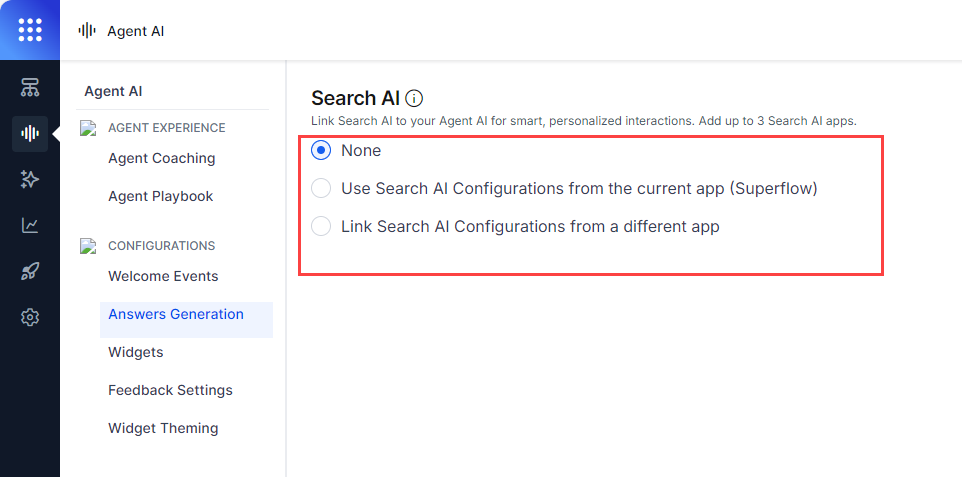 Agent AI
Agent AI
AGENT EXPERIENCE
Agent Coaching
Agent Playbook
CONFIGURATIONS
Welcome Events
Answers Generation
Widgets
Feedback Settings
Widget Theming
Search AI
Link Search AI to your Agent AI for smart, personalized interactions. Add up to 3 Search AI apps.
None
Use Search AI Configurations from the current app (Superflow)
Link Search AI Configurations from a different app